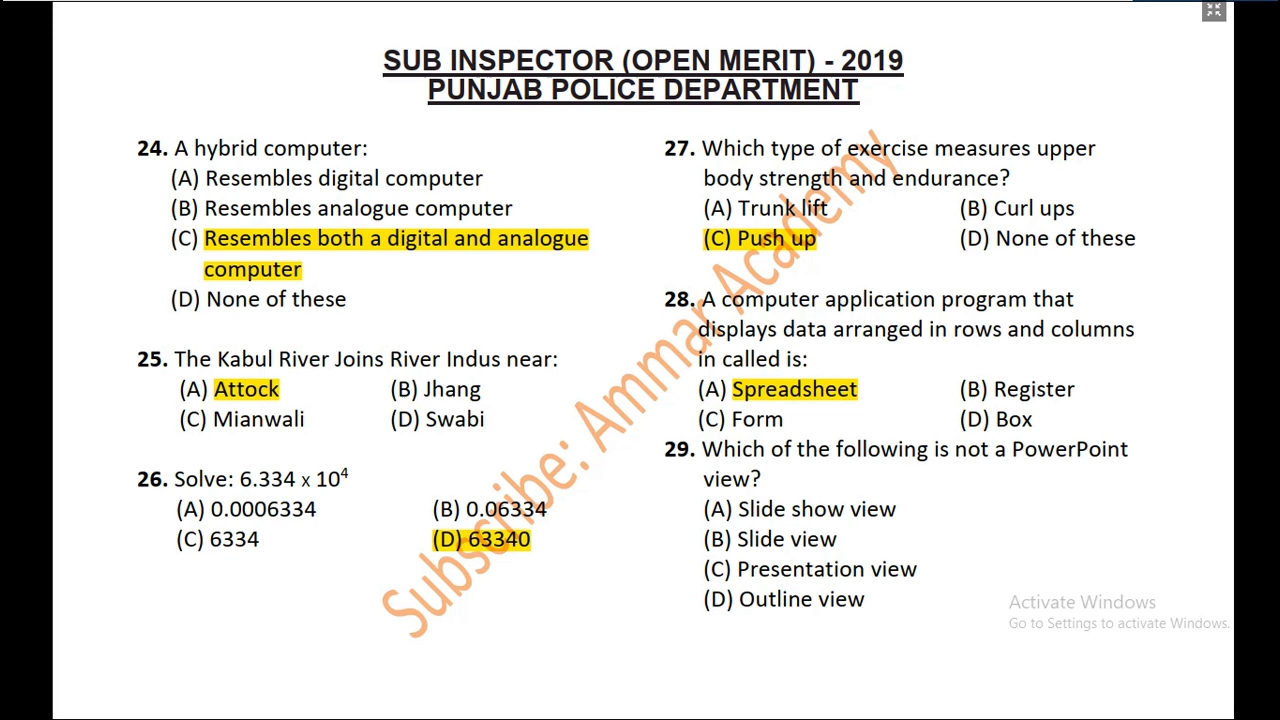 SUB INSPECTOR (OPEN MERIT) - 2019
PUNJAB POLICE DEPARTMENT
24. A hybrid computer:
(A) Resembles digital computer
(B) Resembles analogue computer
(C) Resembles both a digital and analogue
computer
(D) None of these
25. The Kabul River Joins River Indus near:
(A) Attock (B) Jhang
(C) Mianwali (D) Swabi
26. Solve: 6.334 x 10⁴
(A) 0.0006334 (B) 0.06334
(C) 6334 (D) 63340
27. Which type of exercise measures upper
body strength and endurance?
(A) Trunk lift (B) Curl ups
(C) Push up (D) None of these
28. A computer application program that
displays data arranged in rows and columns
in called is:
(A) Spreadsheet (B) Register
(C) Form (D) Box
29. Which of the following is not a PowerPoint
view?
(A) Slide show view
(B) Slide view
(C) Presentation view
(D) Outline view
Subscribe: Ammar Academy
Activate Windows
Go to Settings to activate Windows.